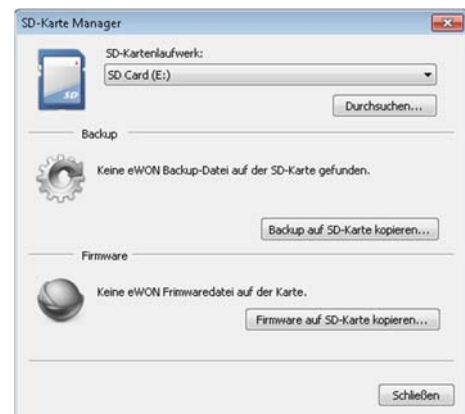 SD-Karte Manager
SD-Kartenlaufwerk:
SD Card (E:)
Durchsuchen...
SD
Backup
Keine eWON Backup-Datei auf der SD-Karte gefunden.
Backup auf SD-Karte kopieren...
Firmware
Keine eWON Frimwaredatei auf der Karte.
Firmware auf SD-Karte kopieren...
Schließen